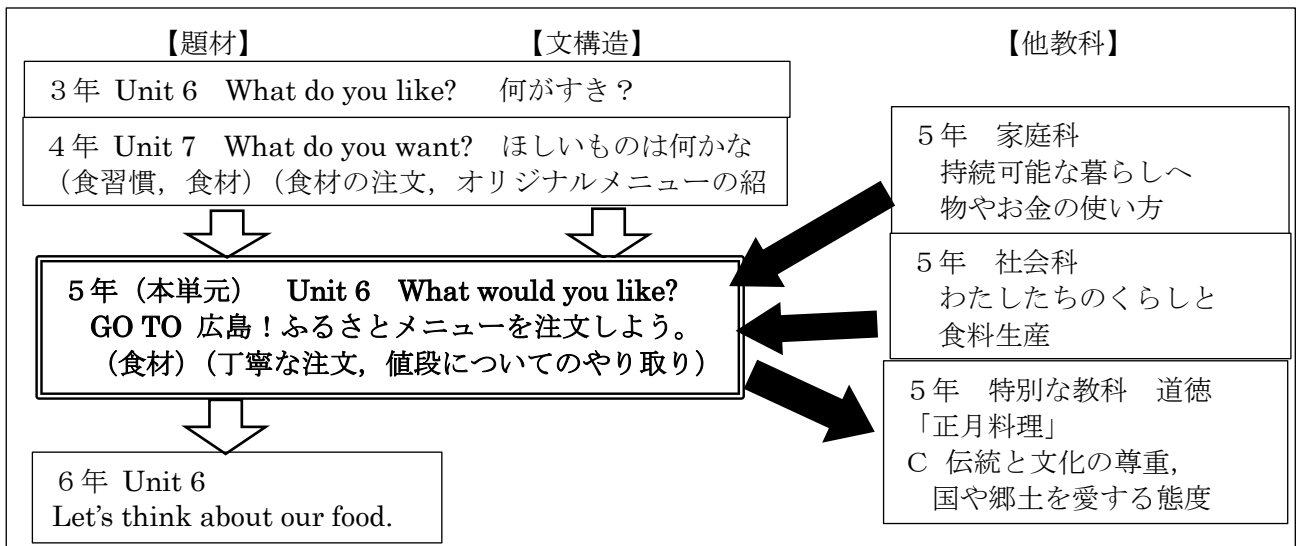 【題材】 【文構造】 【他教科】
３年 Unit 6 What do you like? 何がすき？
４年 Unit 7 What do you want? ほしいものは何かな
（食習慣，食材）（食材の注文，オリジナルメニューの紹
５年（本単元） Unit 6 What would you like?
GO TO 広島！ふるさとメニューを注文しよう。
（食材）（丁寧な注文，値段についてのやり取り）
６年 Unit 6
Let's think about our food.
５年 家庭科
持続可能な暮らしへ
物やお金の使い方
５年 社会科
わたしたちのくらしと
食料生産
５年 特別な教科 道徳
「正月料理」
C 伝統と文化の尊重，
国や郷土を愛する態度